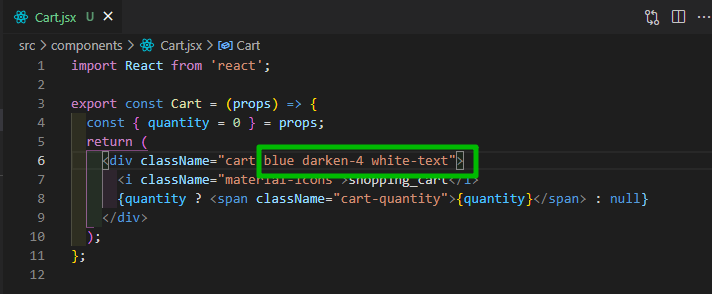 Cart.jsx U
src > components > Cart.jsx > Cart
1 import React from 'react';
2
3 export const Cart = (props) => {
4 const { quantity = 0 } = props;
5 return (
6 <div className="cart blue darken-4 white-text">
7 <i className="material-icons">shopping_cart</i>
8 {quantity ? <span className="cart-quantity">{quantity}</span> : null}
9 </div>
10 );
11 };
12